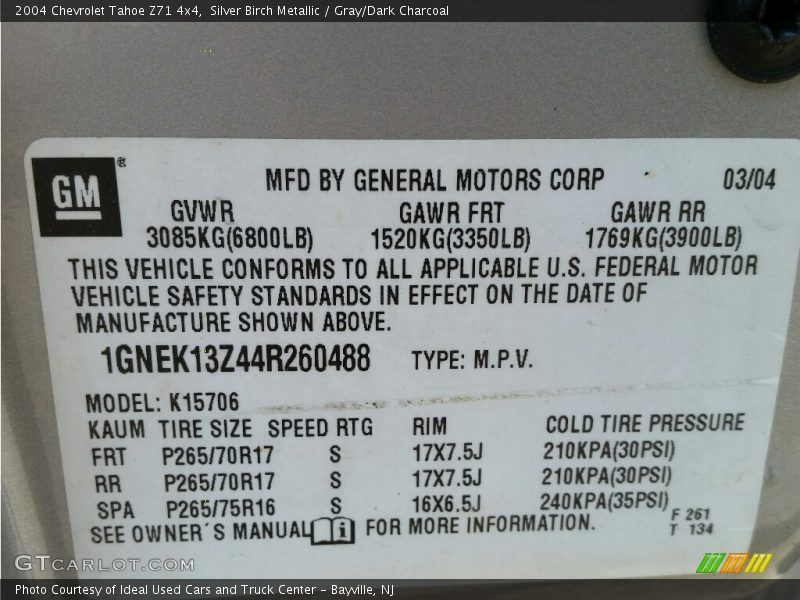 2004 Chevrolet Tahoe Z71 4x4, Silver Birch Metallic / Gray/Dark Charcoal
GM®
MFD BY GENERAL MOTORS CORP 03/04
GVWR GAWR FRT GAWR RR
3085KG(6800LB) 1520KG(3350LB) 1769KG(3900LB)
THIS VEHICLE CONFORMS TO ALL APPLICABLE U.S. FEDERAL MOTOR
VEHICLE SAFETY STANDARDS IN EFFECT ON THE DATE OF
MANUFACTURE SHOWN ABOVE.
1GNEK13Z44R260488 TYPE: M.P.V.
MODEL: K15706
KAUM TIRE SIZE SPEED RTG RIM COLD TIRE PRESSURE
FRT P265/70R17 S 17X7.5J 210KPA(30PSI)
RR P265/70R17 S 17X7.5J 210KPA(30PSI)
SPA P265/75R16 S 16X6.5J 240KPA(35PSI)
SEE OWNER'S MANUAL i FOR MORE INFORMATION.
F 261
T 134
GTCARLOT.COM
Photo Courtesy of Ideal Used Cars and Truck Center - Bayville, NJ